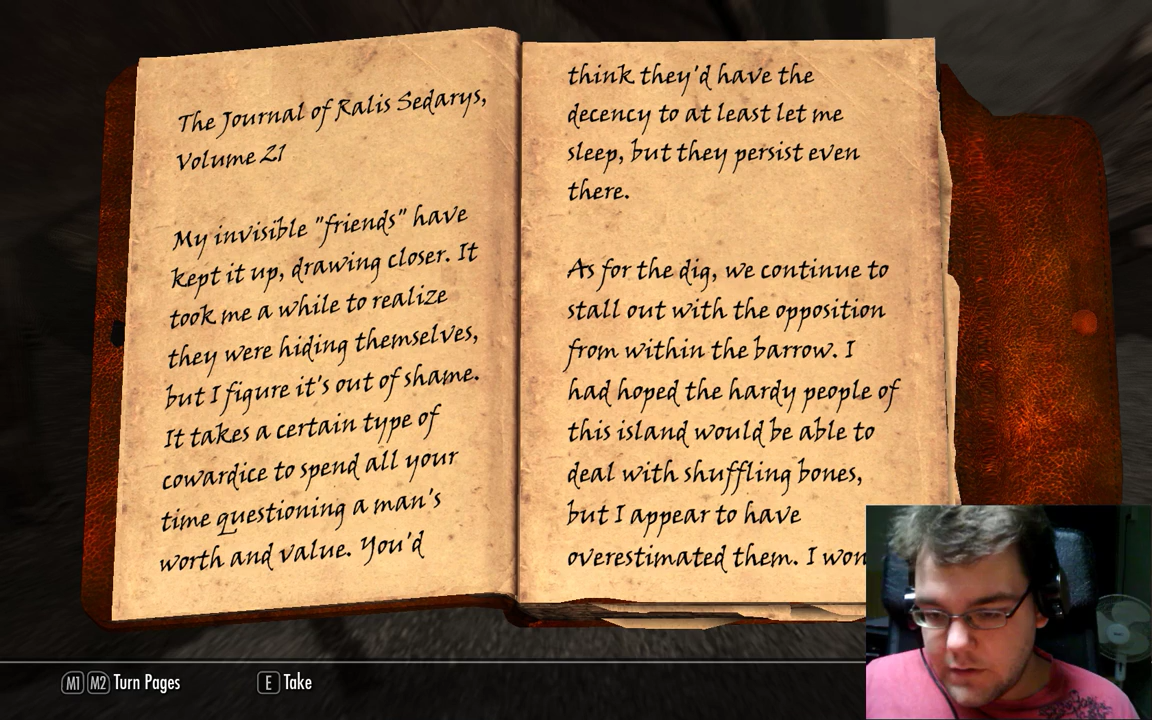 The Journal of Ralis Sedarys,
Volume 21
My invisible "friends" have
kept it up, drawing closer. It
took me a while to realize
they were hiding themselves,
but I figure it's out of shame.
It takes a certain type of
cowardice to spend all your
time questioning a man's
worth and value. You'd
think they'd have the
decency to at least let me
sleep, but they persist even
there.
As for the dig, we continue to
stall out with the opposition
from within the barrow. I
had hoped the hardy people of
this island would be able to
deal with shuffling bones,
but I appear to have
overestimated them. I won
M1 M2 Turn Pages
E Take